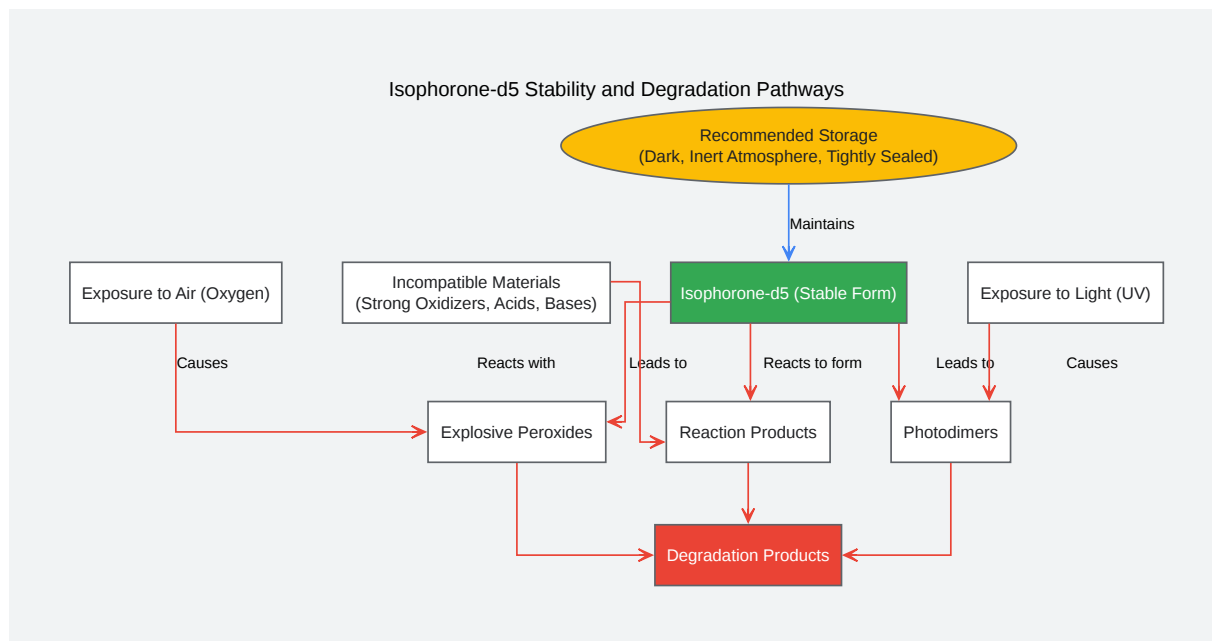 Isophorone-d5 Stability and Degradation Pathways
Recommended Storage
(Dark, Inert Atmosphere, Tightly Sealed)
Maintains
Exposure to Air (Oxygen)
Incompatible Materials
(Strong Oxidizers, Acids, Bases)
Isophorone-d5 (Stable Form)
Exposure to Light (UV)
Causes
Reacts with
Leads to
Reacts to form
Leads to
Causes
Explosive Peroxides
Reaction Products
Photodimers
Degradation Products